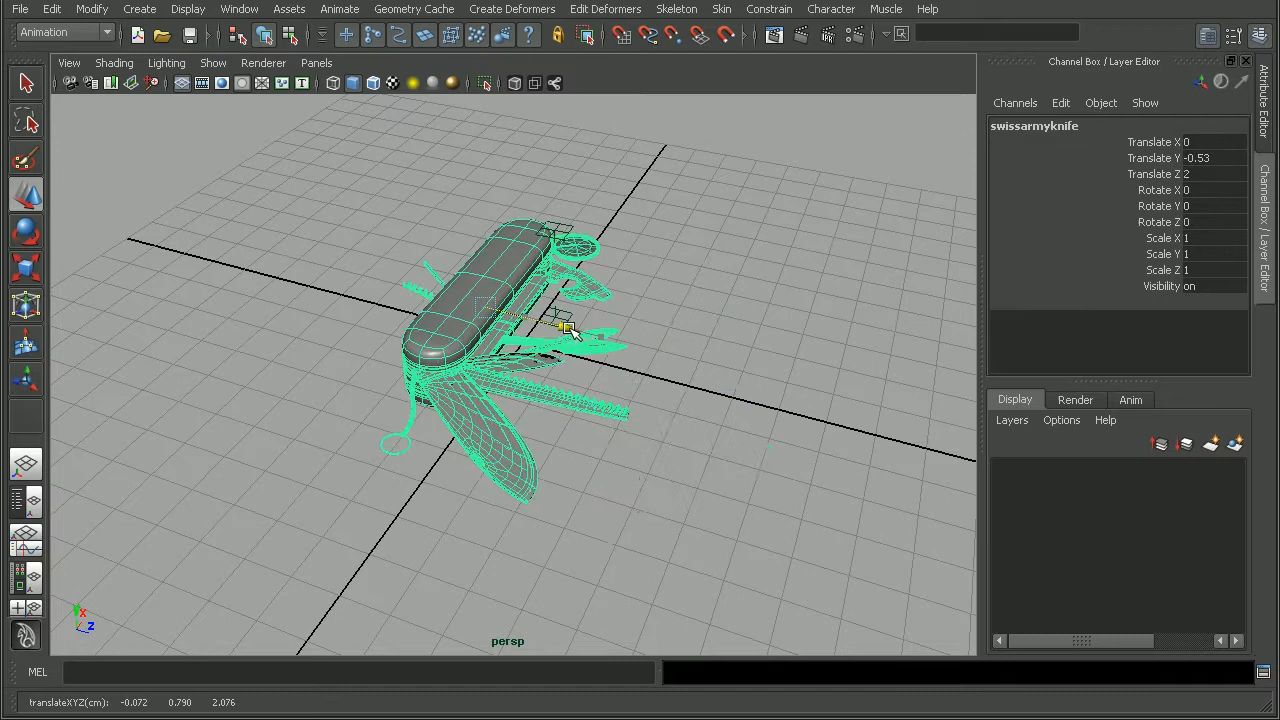 File Edit Modify Create Display Window Assets Animate Geometry Cache Create Deformers Edit Deformers Skeleton Skin Constrain Character Muscle Help
Animation
View Shading Lighting Show Renderer Panels
Channel Box / Layer Editor
Channels Edit Object Show
swissarmyknife
Translate X 0
Translate Y -0.53
Translate Z 2
Rotate X 0
Rotate Y 0
Rotate Z 0
Scale X 1
Scale Y 1
Scale Z 1
Visibility on
Display Render Anim
Layers Options Help
Attribute Editor
Channel Box / Layer Editor
X
Z
persp
MEL
translateXYZ(cm): -0.072 0.790 2.076